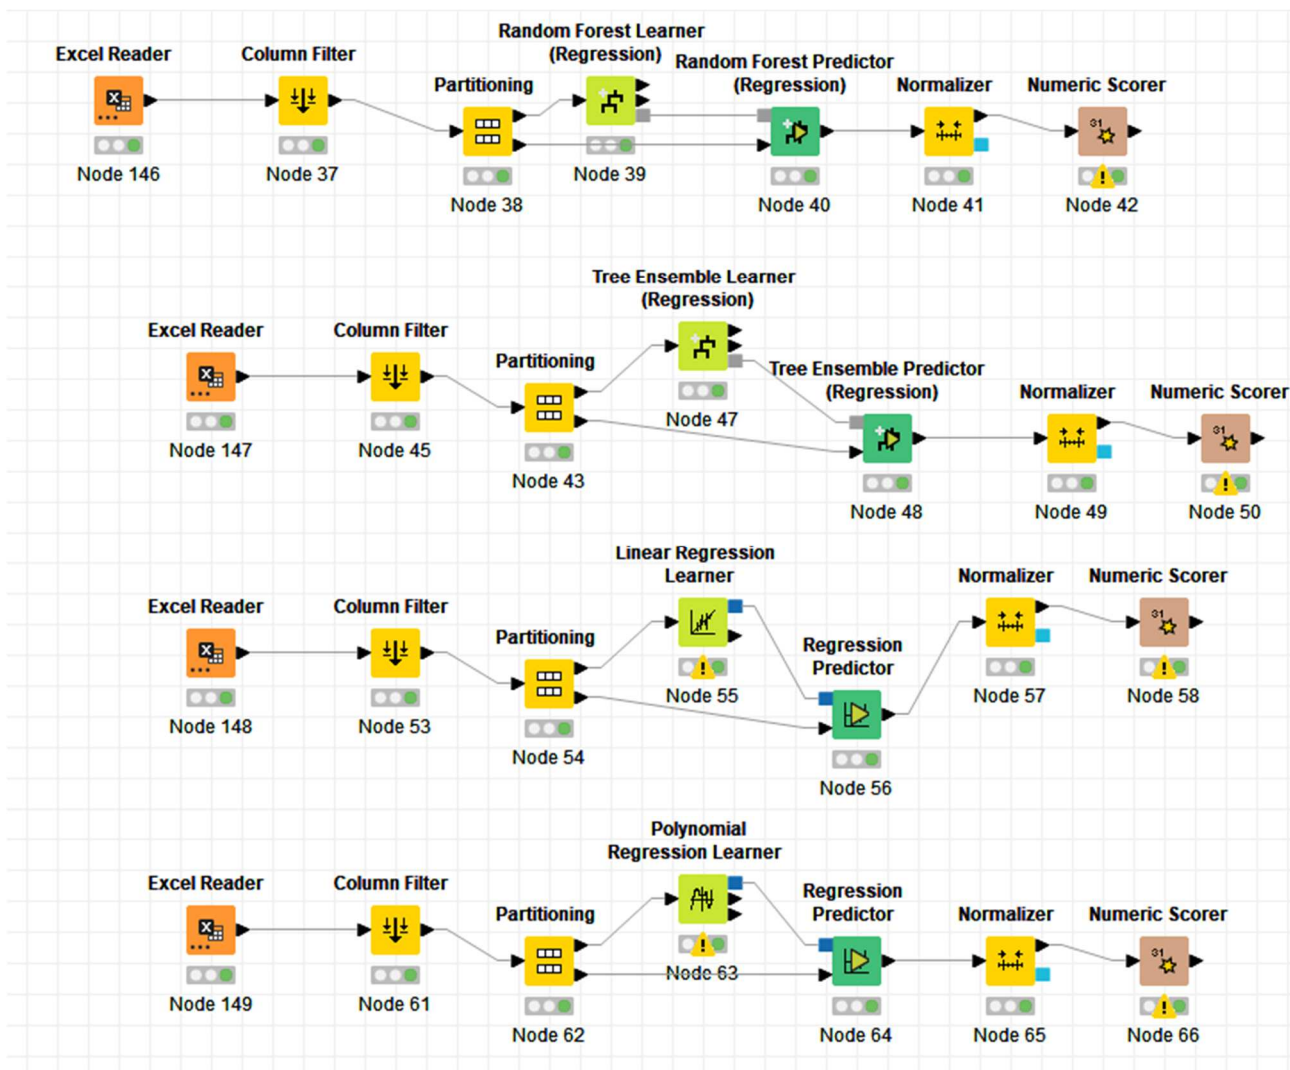 Random Forest Learner
(Regression)
Excel Reader
Column Filter
Random Forest Predictor
(Regression)
Partitioning
Normalizer
Numeric Scorer
Node 146
Node 37
Node 39
Node 38
Node 40
Node 41
Node 42
Tree Ensemble Learner
(Regression)
Excel Reader
Column Filter
Partitioning
Tree Ensemble Predictor
(Regression)
Normalizer
Numeric Scorer
Node 47
Node 147
Node 45
Node 43
Node 48
Node 49
Node 50
Linear Regression
Learner
Normalizer
Numeric Scorer
Excel Reader
Column Filter
Partitioning
Regression
Predictor
Node 55
Node 57
Node 58
Node 148
Node 53
Node 54
Node 56
Polynomial
Regression Learner
Excel Reader
Column Filter
Regression
Predictor
Partitioning
Normalizer
Numeric Scorer
Node 63
Node 149
Node 61
Node 62
Node 64
Node 65
Node 66